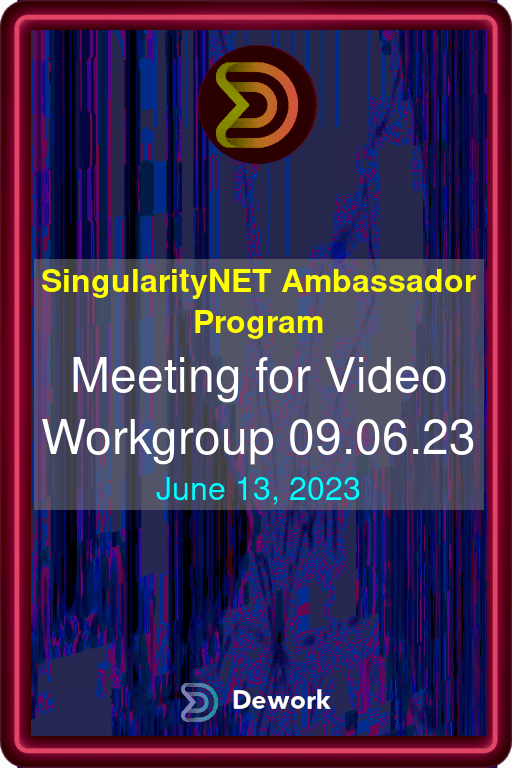 SingularityNET Ambassador
Program
Meeting for Video
Workgroup 09.06.23
June 13, 2023
Dework